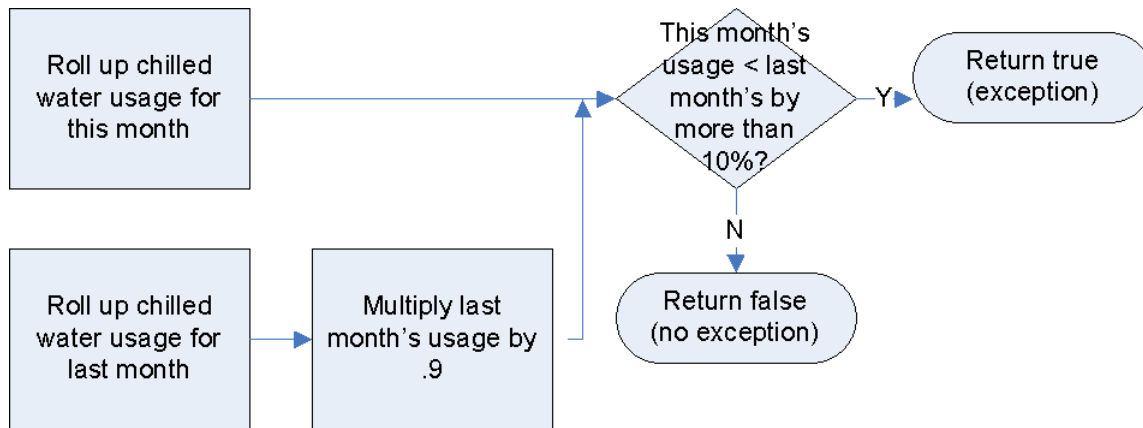 Roll up chilled
water usage for
this month
This month’s
usage < last
month’s by
more than
10%?
Y
Return true
(exception)
N
Roll up chilled
water usage for
last month
Multiply last
month’s usage by
.9
Return false
(no exception)